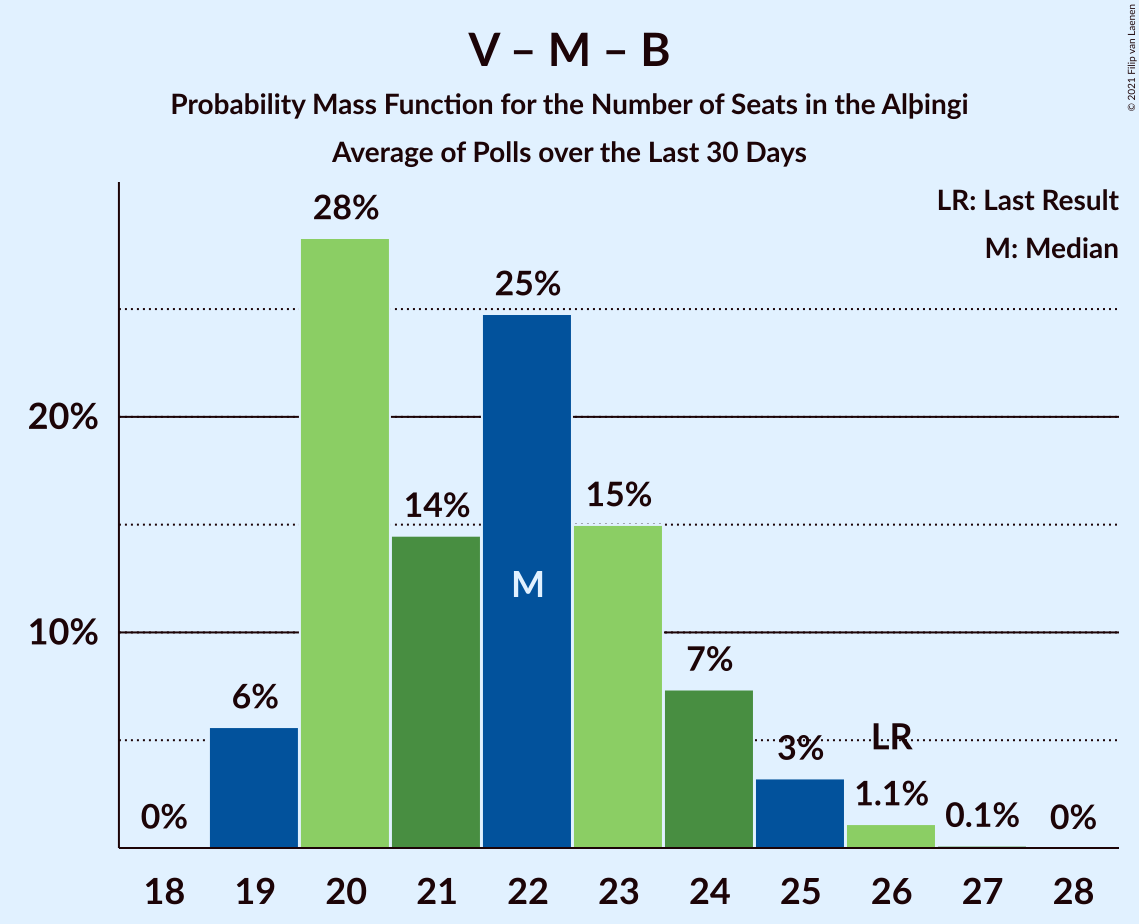 V – M – B
Probability Mass Function for the Number of Seats in the Alþingi
Average of Polls over the Last 30 Days
© 2021 Filip van Laenen
LR: Last Result
M: Median
28%
25%
20%
15%
14%
M
10%
7%
6%
LR
3%
1.1%
0%
0.1%
0%
18 19 20 21 22 23 24 25 26 27 28